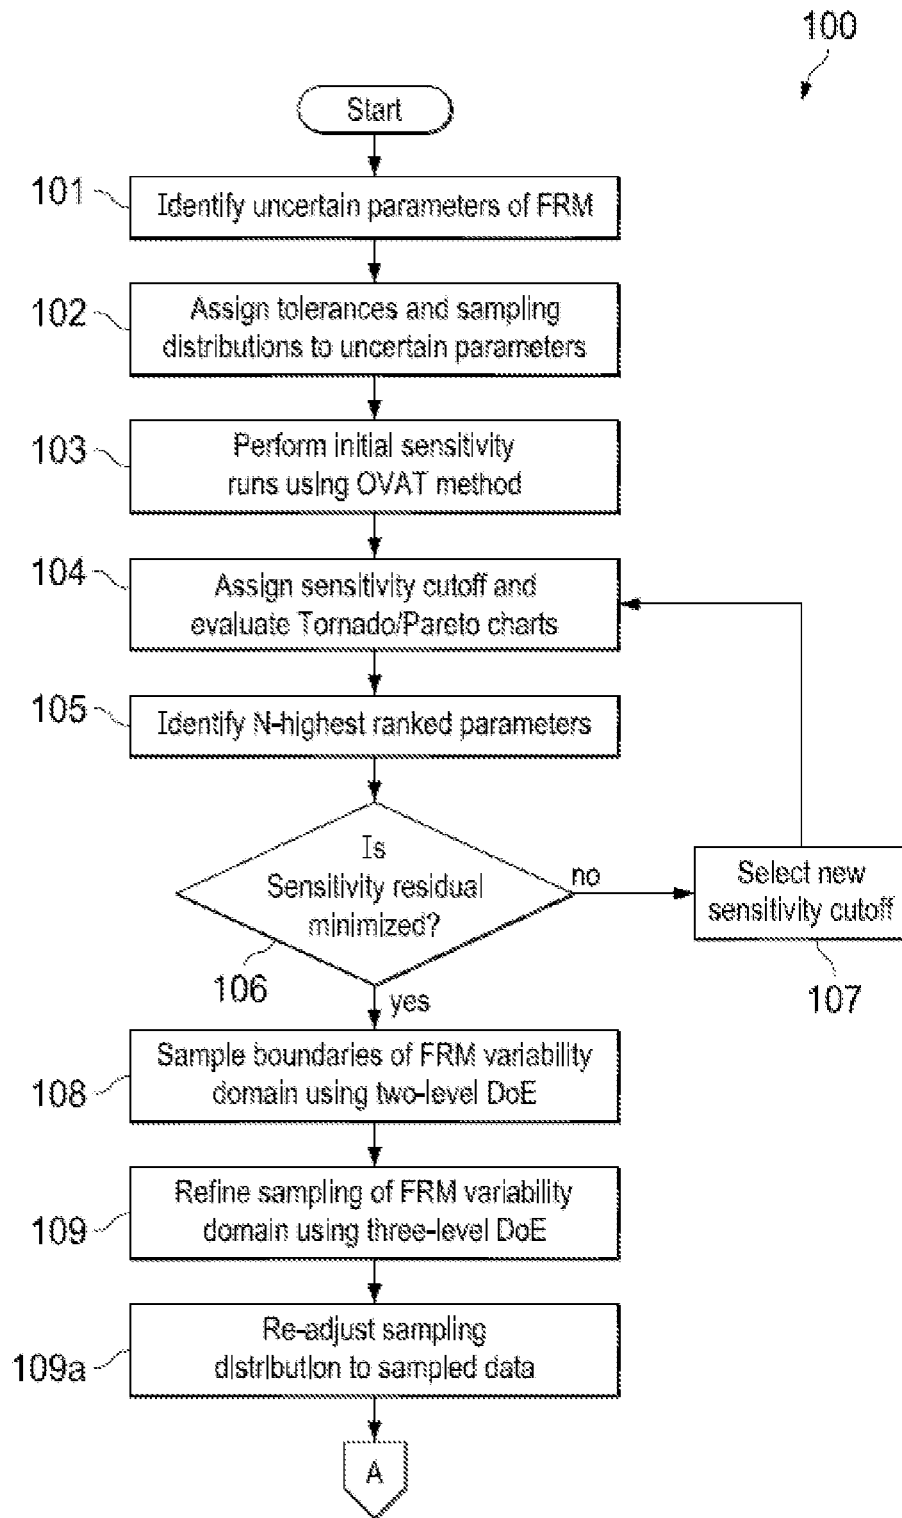 100
Start
101
Identify uncertain parameters of FRM
102
Assign tolerances and sampling
distributions to uncertain parameters
103
Perform initial sensitivity
runs using OVAT method
104
Assign sensitivity cutoff and
evaluate Tornado/Pareto charts
105
Identify N-highest ranked parameters
Is
Sensitivity residual
minimized?
106
no
Select new
sensitivity cutoff
107
yes
108
Sample boundaries of FRM variability
domain using two-level DoE
109
Refine sampling of FRM variability
domain using three-level DoE
109a
Re-adjust sampling
distribution to sampled data
A